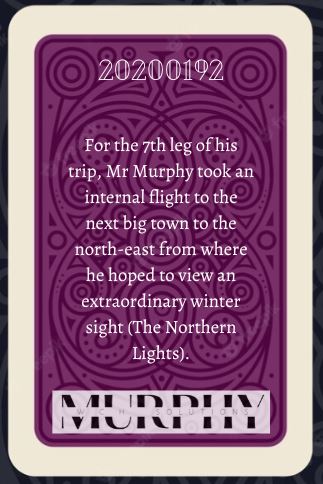 20200192
For the 7th leg of his
trip, Mr Murphy took an
internal flight to the
next big town to the
north-east from where
he hoped to view an
extraordinary winter
sight (The Northern
Lights).
MURPHY
W.C.H. SOLUTIONS